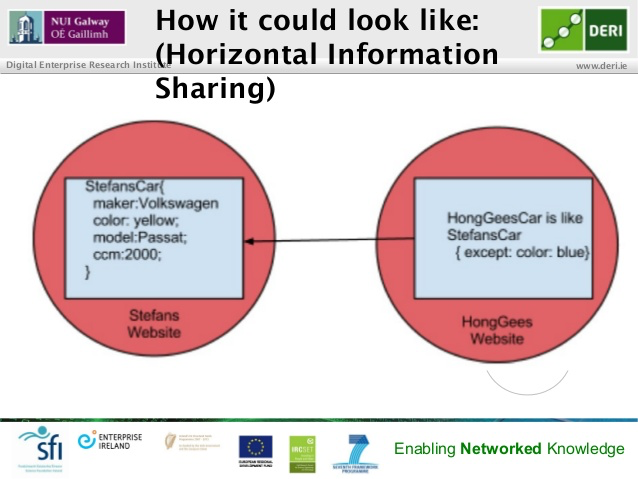 NUI Galway
OÉ Gaillimh
How it could look like:
(Horizontal Information
Sharing)
DERI
Digital Enterprise Research Institute
www.deri.ie
StefansCar{
maker:Volkswagen
color: yellow;
model:Passat;
ccm:2000;
}
Stefans
Website
HongGeesCar is like
StefansCar
{ except: color: blue}
HongGees
Website
sfi
ENTERPRISE
IRELAND
EUROPEAN REGIONAL
DEVELOPMENT FUND
IRCSET
7
SEVENTH FRAMEWORK
PROGRAMME
Enabling Networked Knowledge